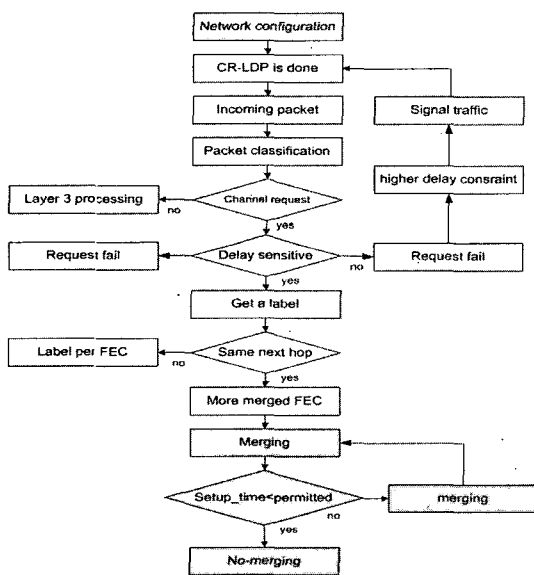 Network configuration
CR-LDP is done
Incoming packet
Signal traffic
Packet classification
higher delay consraint
Layer 3 processing
no
Channel request
yes
Request fail
Delay sensitive
no
Request fail
yes
Get a label
Label per FEC
no
Same next hop
yes
More merged FEC
Merging
Setup_time<permitted
no
merging
yes
No-merging